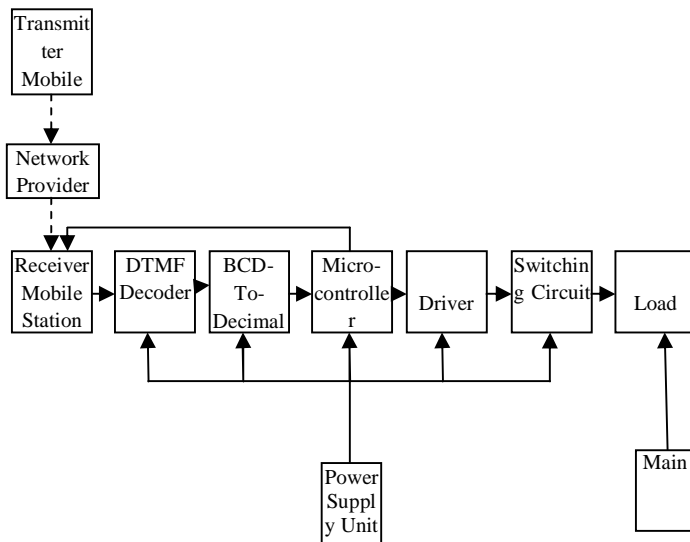 Transmit
ter
Mobile
Network
Provider
Receiver
Mobile
Station
DTMF
Decoder
BCD-
To-
Decimal
Micro-
controlle
r
Driver
Switchin
g Circuit
Load
Power
Suppl
y Unit
Main